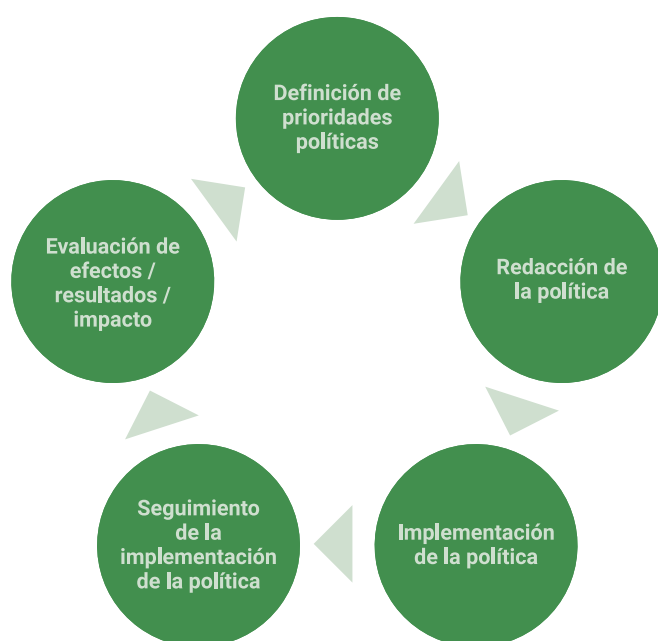 Definición de
prioridades
políticas
Redacción de
la política
Implementación
de la política
Seguimiento
de la
implementación
de la política
Evaluación de
efectos /
resultados /
impacto